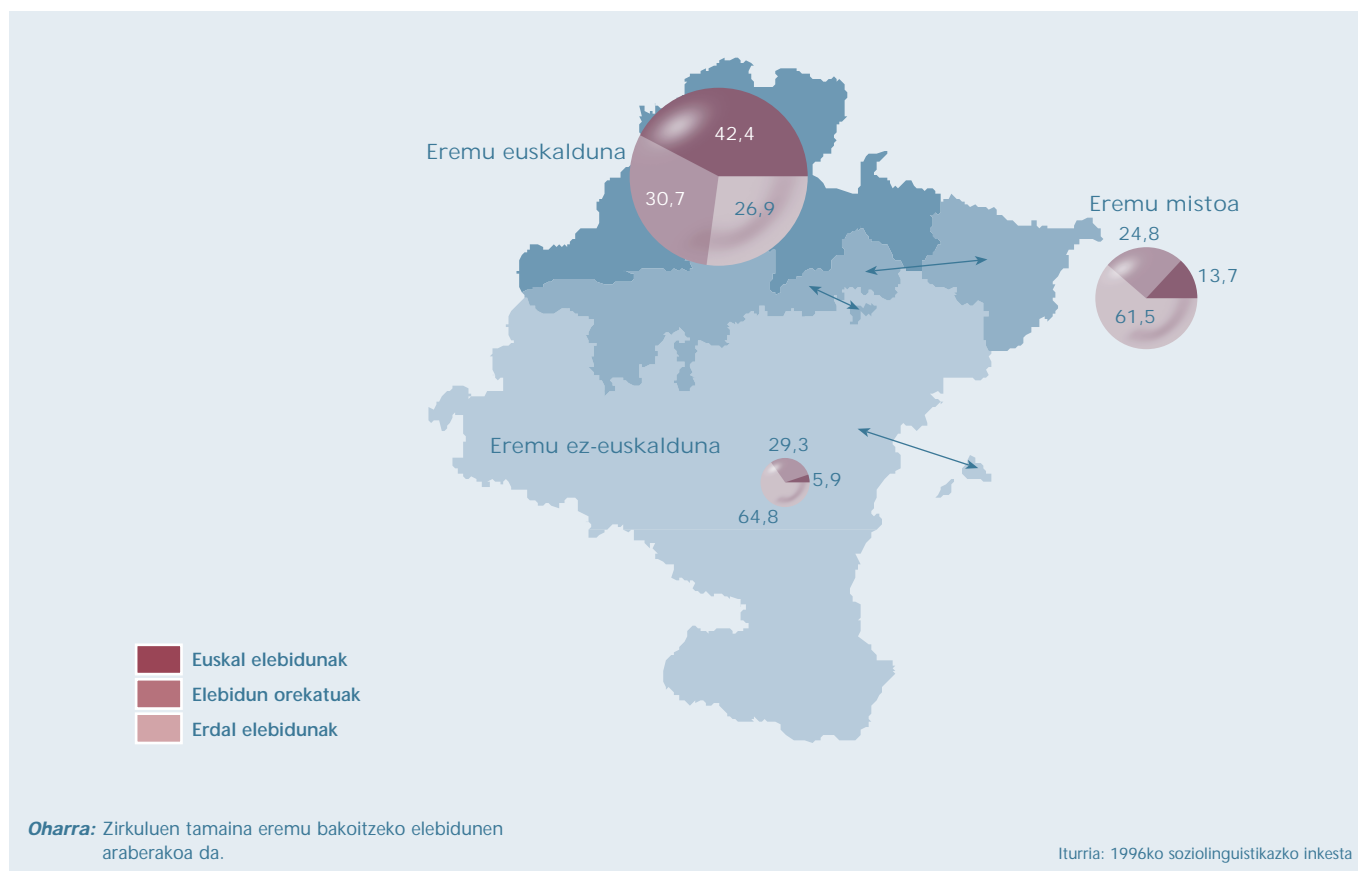 Eremu euskalduna
42,4
30,7
26,9
Eremu mistoa
24,8
13,7
61,5
Eremu ez-euskalduna
29,3
5,9
64,8
Euskal elebidunak
Elebidun orekatuak
Erdal elebidunak
Oharra: Zirkuluen tamaina eremu bakoitzeko elebidunen
araberakoa da.
Iturria: 1996ko soziolinguistikazko inkesta